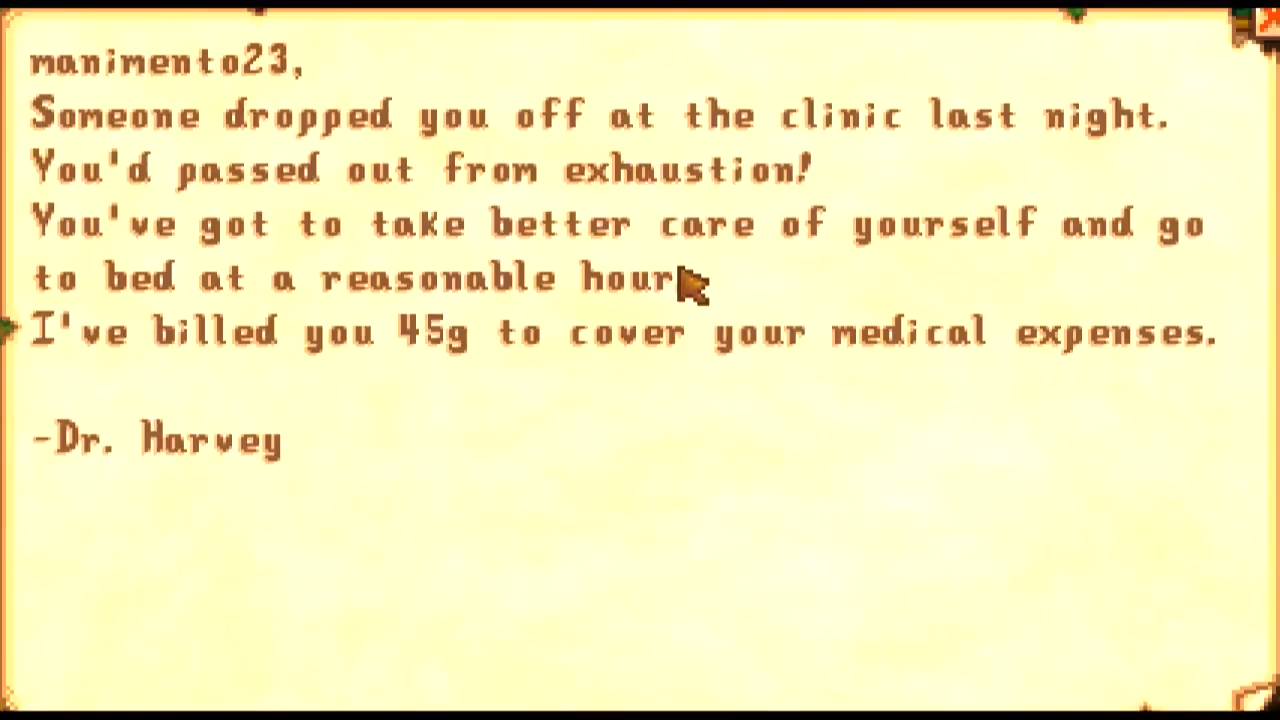 manimento23,
Someone dropped you off at the clinic last night.
You'd passed out from exhaustion!
You've got to take better care of yourself and go
to bed at a reasonable hour
I've billed you 45g to cover your medical expenses.
-Dr. Harvey